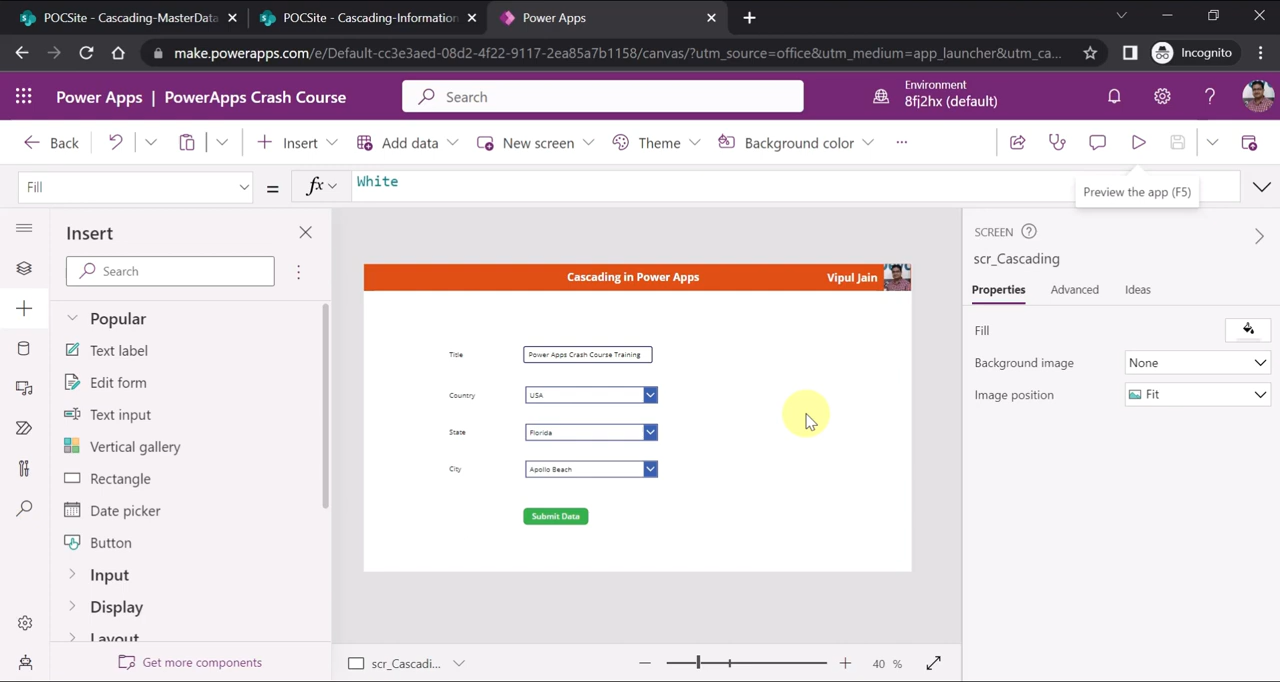 POCSite - Cascading-MasterData
POCSite - Cascading-Information
Power Apps
make.powerapps.com/e/Default-cc3e3aed-08d2-4f22-9117-2ea85a7b1158/canvas/?utm_source=office&utm_medium=app_launcher&utm_ca...
Incognito
Power Apps | PowerApps Crash Course
Search
Environment
8fj2hx (default)
Back
Insert
Add data
New screen
Theme
Background color
...
Fill
=
fx
White
Preview the app (F5)
Insert
Search
Popular
Text label
Edit form
Text input
Vertical gallery
Rectangle
Date picker
Button
Input
Display
Layout
Get more components
Cascading in Power Apps
Vipul Jain
Title
Power Apps Crash Course Training
Country
USA
State
Florida
City
Apollo Beach
Submit Data
scr_Cascadi...
40 %
SCREEN
scr_Cascading
Properties
Advanced
Ideas
Fill
Background image
None
Image position
Fit